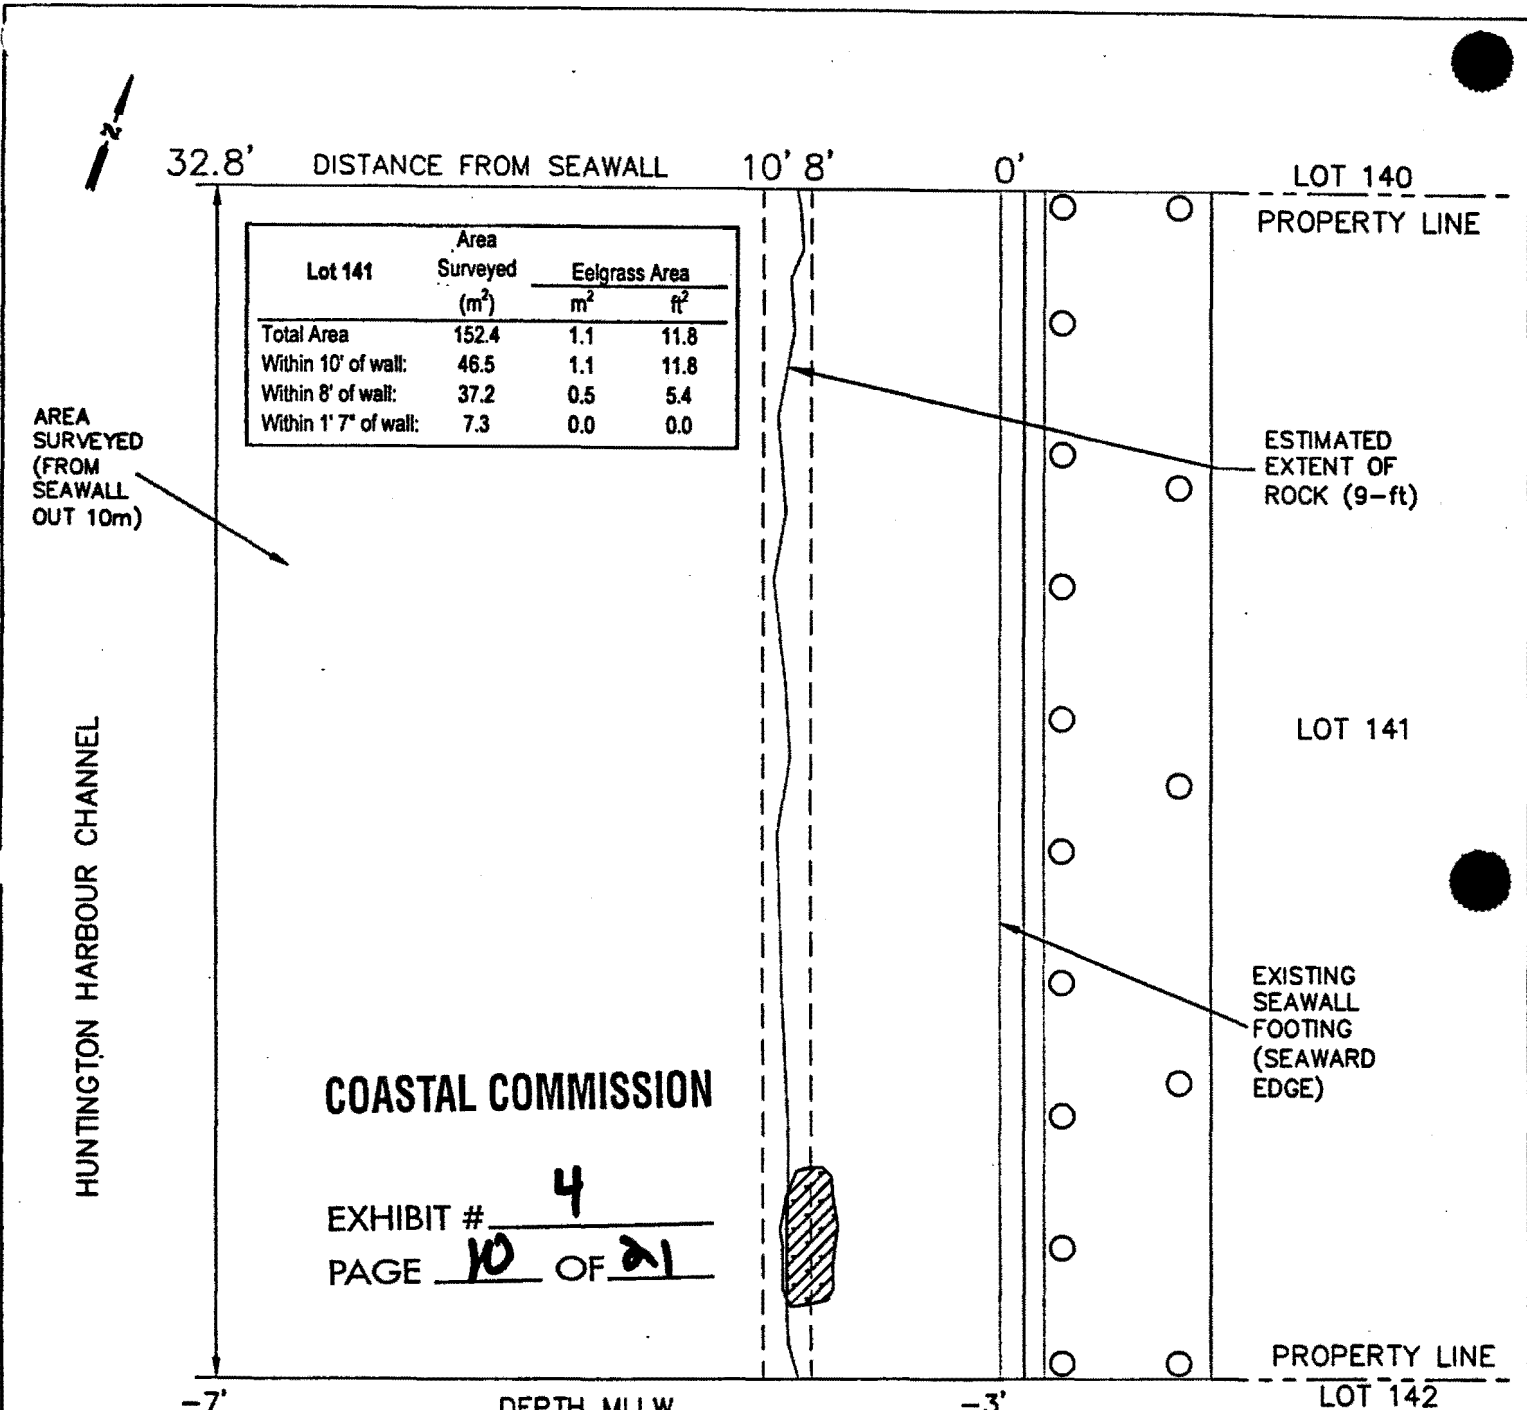 32.8' DISTANCE FROM SEAWALL 10' 8' 0'
LOT 140
PROPERTY LINE
-Z-
Lot 141 Area Surveyed (m²) Eelgrass Area m² ft²
Total Area 152.4 1.1 11.8
Within 10' of wall: 46.5 1.1 11.8
Within 8' of wall: 37.2 0.5 5.4
Within 1' 7" of wall: 7.3 0.0 0.0
AREA
SURVEYED
(FROM
SEAWALL
OUT 10m)
ESTIMATED
EXTENT OF
ROCK (9-ft)
LOT 141
HUNTINGTON HARBOUR CHANNEL
EXISTING
SEAWALL
FOOTING
(SEAWARD
EDGE)
COASTAL COMMISSION
EXHIBIT # 4
PAGE 10 OF 21
PROPERTY LINE
LOT 142
-7' DEPTH MLLW -3'